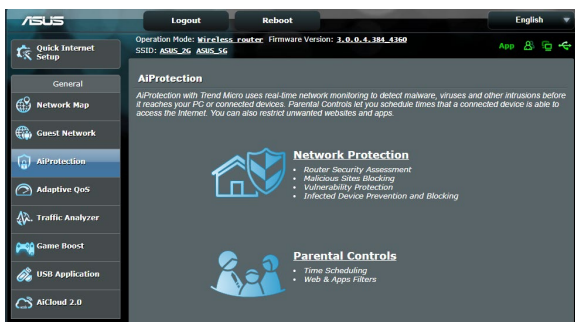 ASUS
Logout
Reboot
English
Quick Internet
Setup
Operation Mode: Wireless router Firmware Version: 3.0.0.4.384_4360
SSID: ASUS_2G ASUS_5G
App
General
Network Map
Guest Network
AiProtection
Adaptive QoS
Traffic Analyzer
Game Boost
USB Application
AiCloud 2.0
AiProtection
AiProtection with Trend Micro uses real-time network monitoring to detect malware, viruses and other intrusions before
it reaches your PC or connected devices. Parental Controls let you schedule times that a connected device is able to
access the Internet. You can also restrict unwanted websites and apps.
Network Protection
• Router Security Assessment
• Malicious Sites Blocking
• Vulnerability Protection
• Infected Device Prevention and Blocking
Parental Controls
• Time Scheduling
• Web & Apps Filters